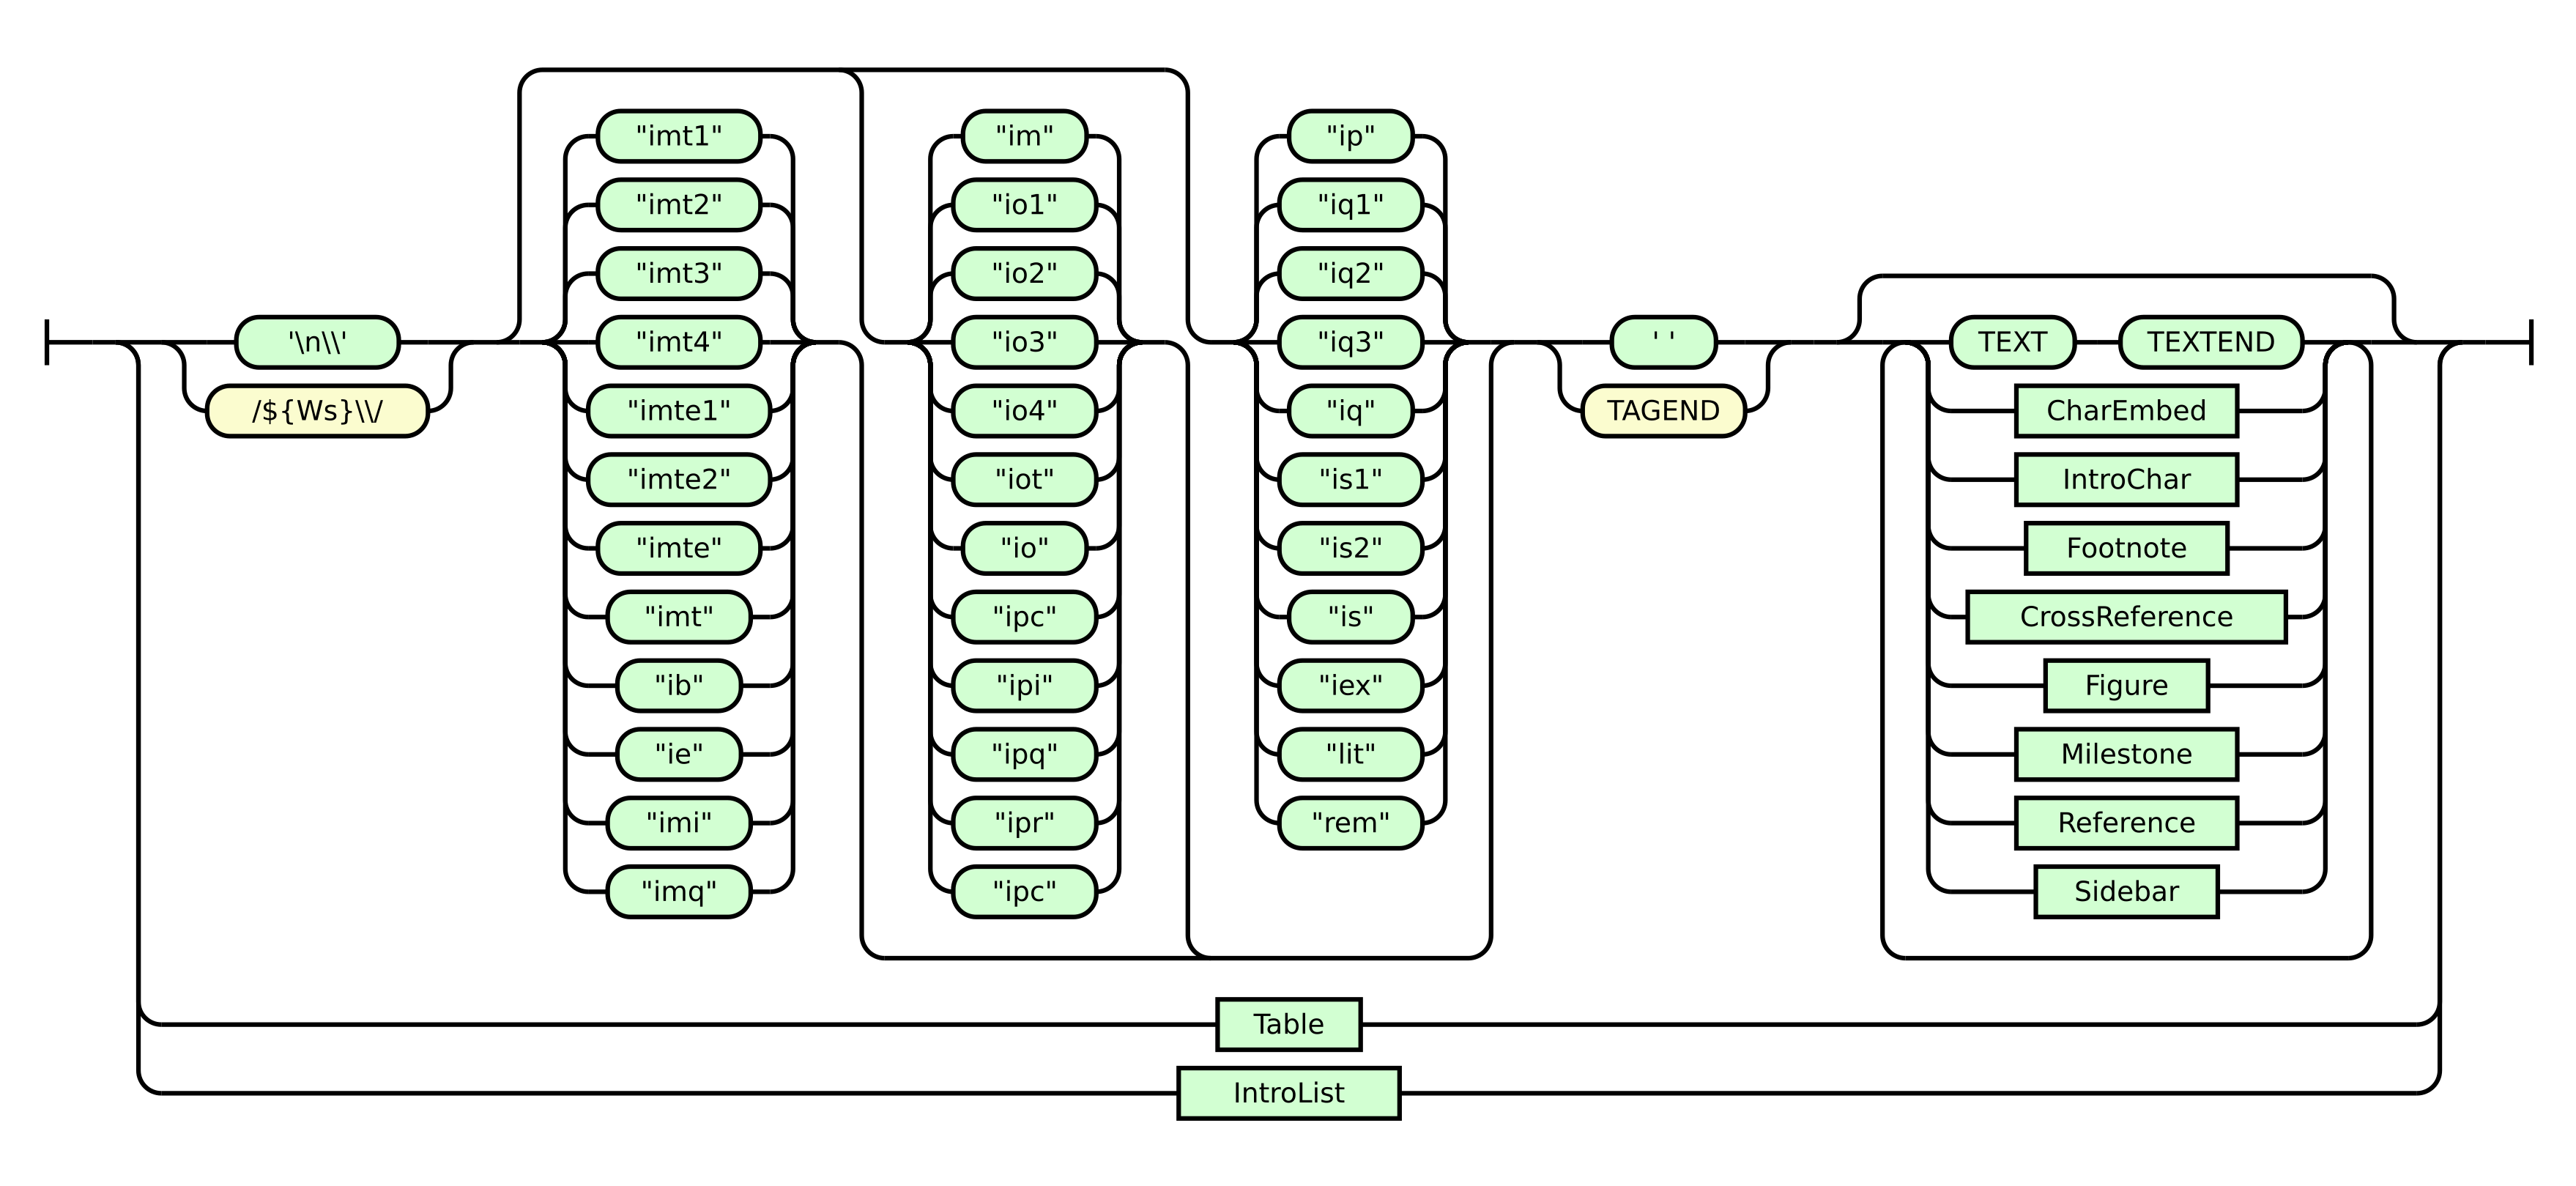 '\n\\'
/${Ws}\\/
"imt1"
"imt2"
"imt3"
"imt4"
"imte1"
"imte2"
"imte"
"imt"
"ib"
"ie"
"imi"
"imq"
"im"
"io1"
"io2"
"io3"
"io4"
"iot"
"io"
"ipc"
"ipi"
"ipq"
"ipr"
"ipc"
"ip"
"iq1"
"iq2"
"iq3"
"iq"
"is1"
"is2"
"is"
"iex"
"lit"
"rem"
' '
TAGEND
TEXT TEXTEND
CharEmbed
IntroChar
Footnote
CrossReference
Figure
Milestone
Reference
Sidebar
Table
IntroList